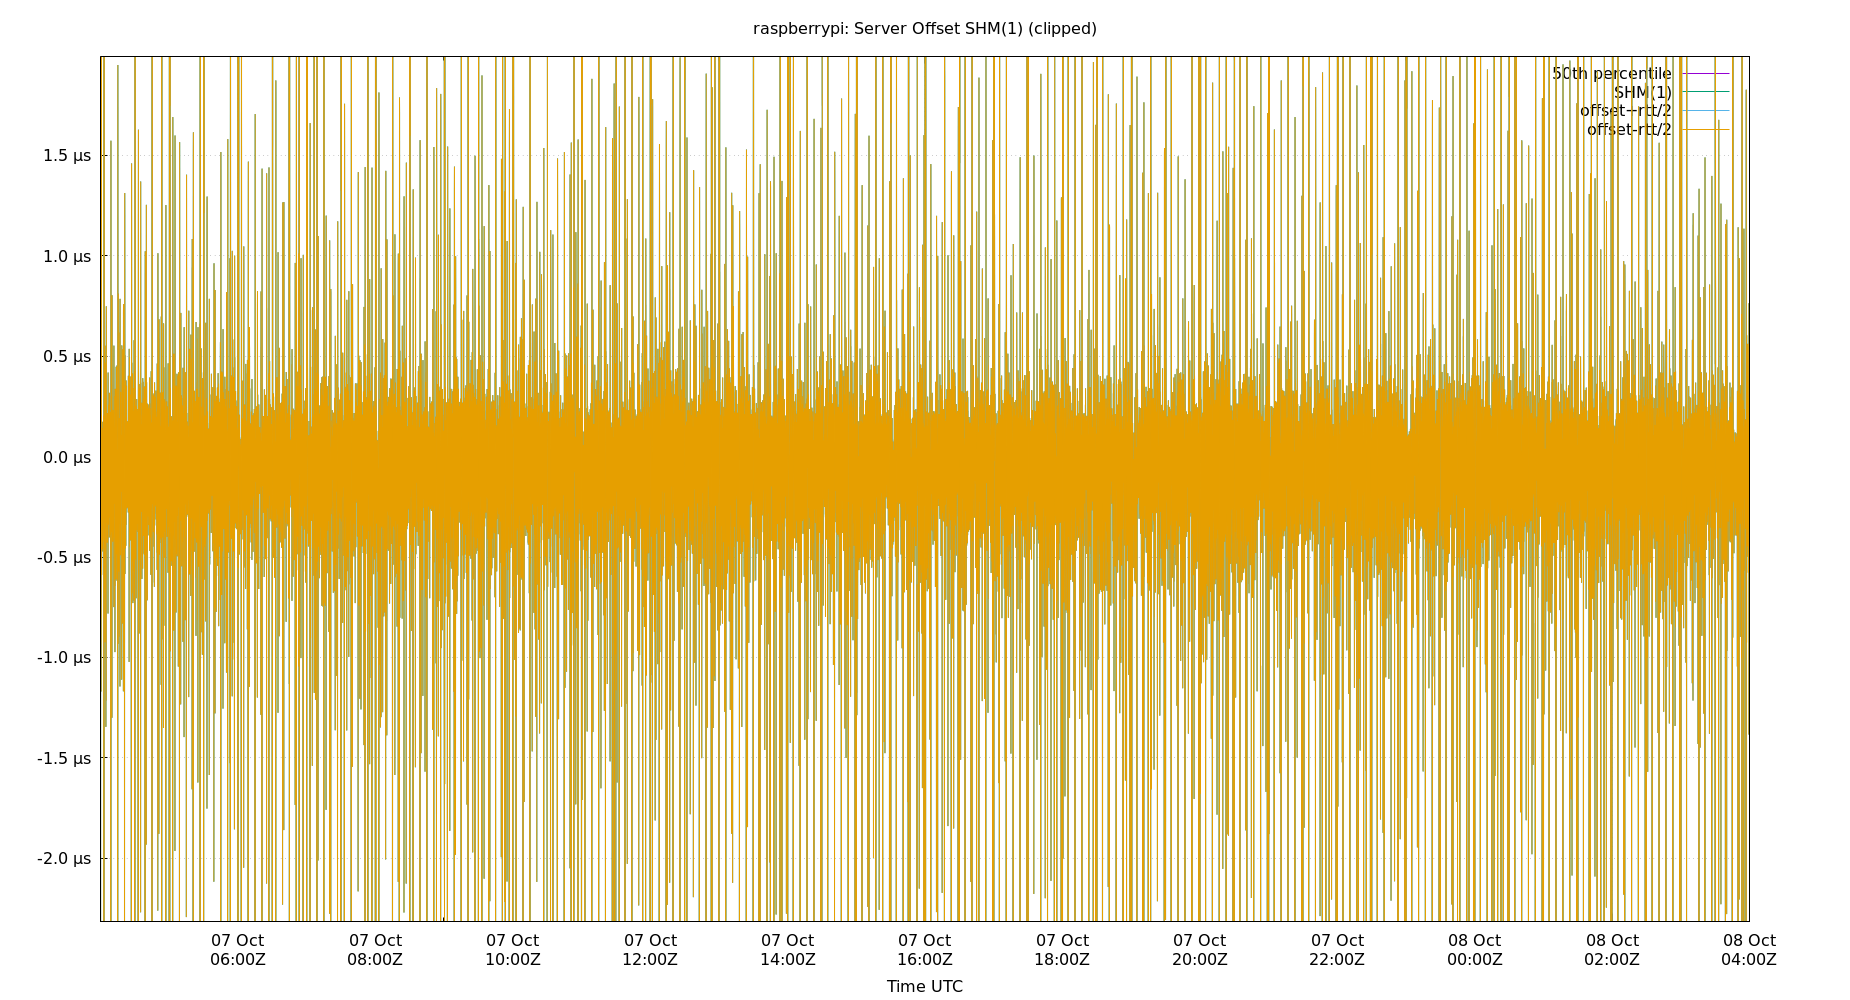 raspberrypi: Server Offset SHM(1) (clipped)
50th percentile
SHM(1)
offset--rtt/2
offset-rtt/2
1.5 µs
1.0 µs
0.5 µs
0.0 µs
-0.5 µs
-1.0 µs
-1.5 µs
-2.0 µs
07 Oct 07 Oct 07 Oct 07 Oct 07 Oct 07 Oct 07 Oct 07 Oct 07 Oct 08 Oct 08 Oct 08 Oct
06:00Z 08:00Z 10:00Z 12:00Z 14:00Z 16:00Z 18:00Z 20:00Z 22:00Z 00:00Z 02:00Z 04:00Z
Time UTC